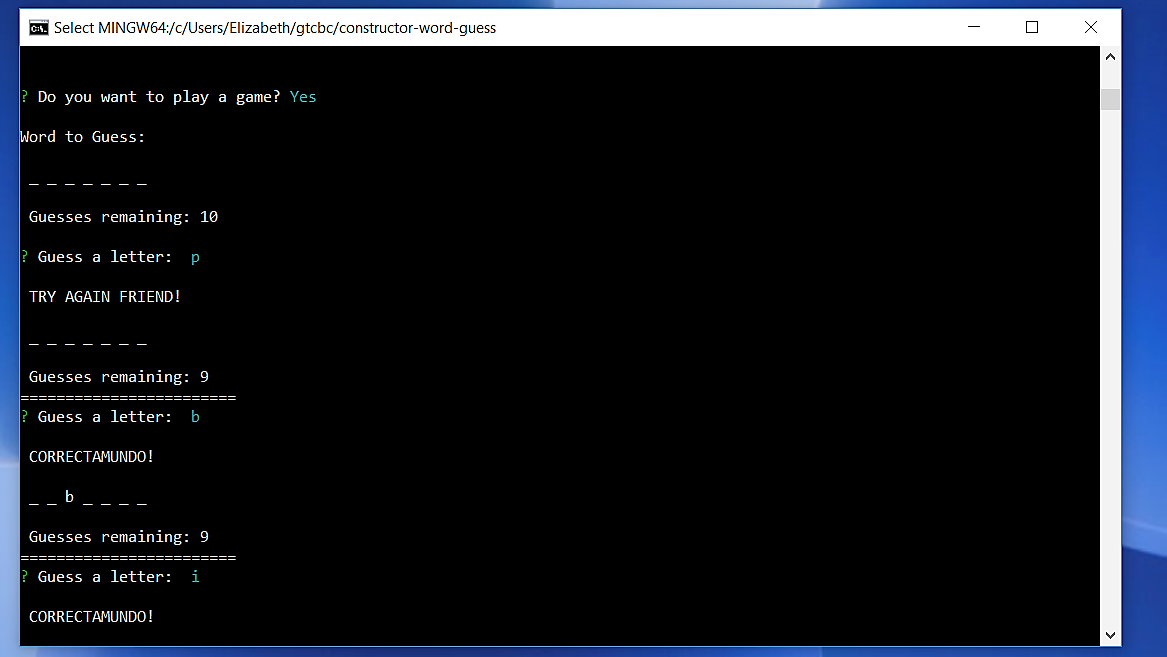 Select MINGW64:/c/Users/Elizabeth/gtcbc/constructor-word-guess
? Do you want to play a game? Yes
Word to Guess:
_ _ _ _ _ _ _
Guesses remaining: 10
? Guess a letter: p
TRY AGAIN FRIEND!
_ _ _ _ _ _ _
Guesses remaining: 9
========================
? Guess a letter: b
CORRECTAMUNDO!
_ _ b _ _ _ _
Guesses remaining: 9
========================
? Guess a letter: i
CORRECTAMUNDO!